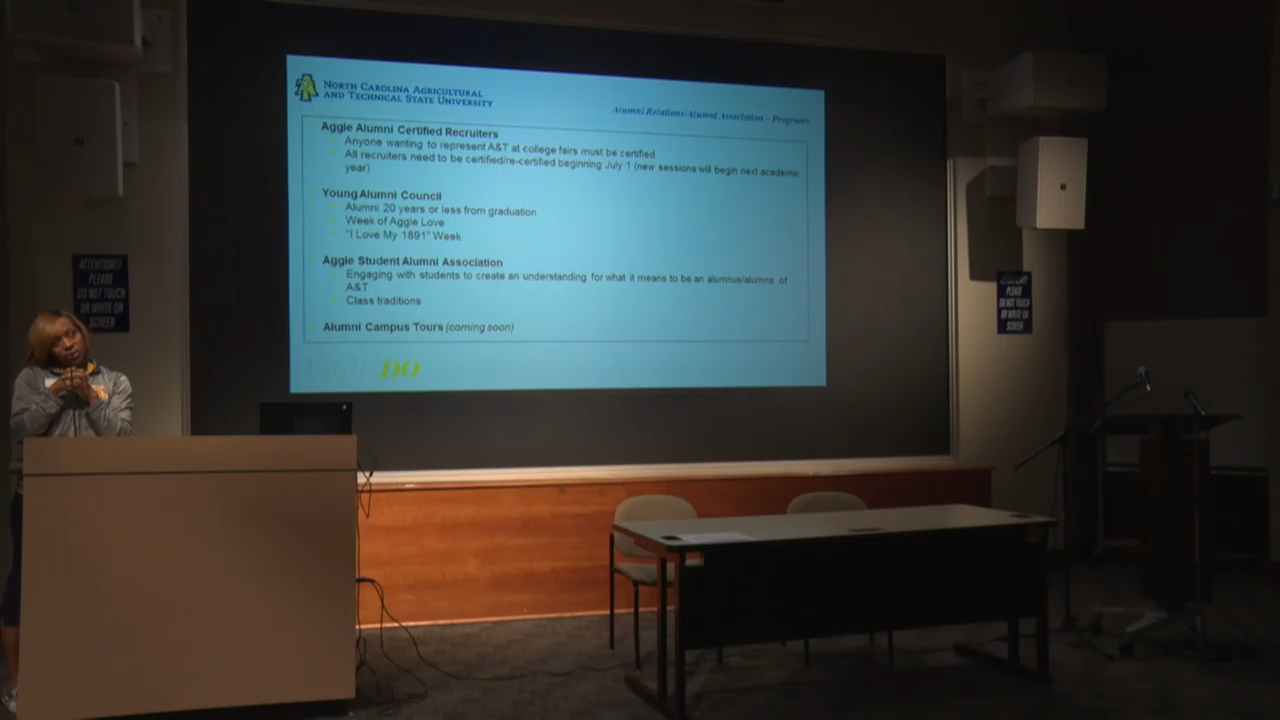 NORTH CAROLINA AGRICULTURAL
AND TECHNICAL STATE UNIVERSITY
Alumni Relations/Alumni Association – Programs
Aggie Alumni Certified Recruiters
Anyone wanting to represent A&T at college fairs must be certified
All recruiters need to be certified/re-certified beginning July 1 (new sessions will begin next academic
year)
Young Alumni Council
Alumni 20 years or less from graduation
Week of Aggie Love
"I Love My 1891" Week
Aggie Student Alumni Association
Engaging with students to create an understanding for what it means to be an alumnus/alumna of
A&T
Class traditions
Alumni Campus Tours (coming soon)
DO
ATTENTION!!
PLEASE
DO NOT TOUCH
OR WRITE ON
SCREEN
ATTENTION!!
PLEASE
DO NOT TOUCH
OR WRITE ON
SCREEN